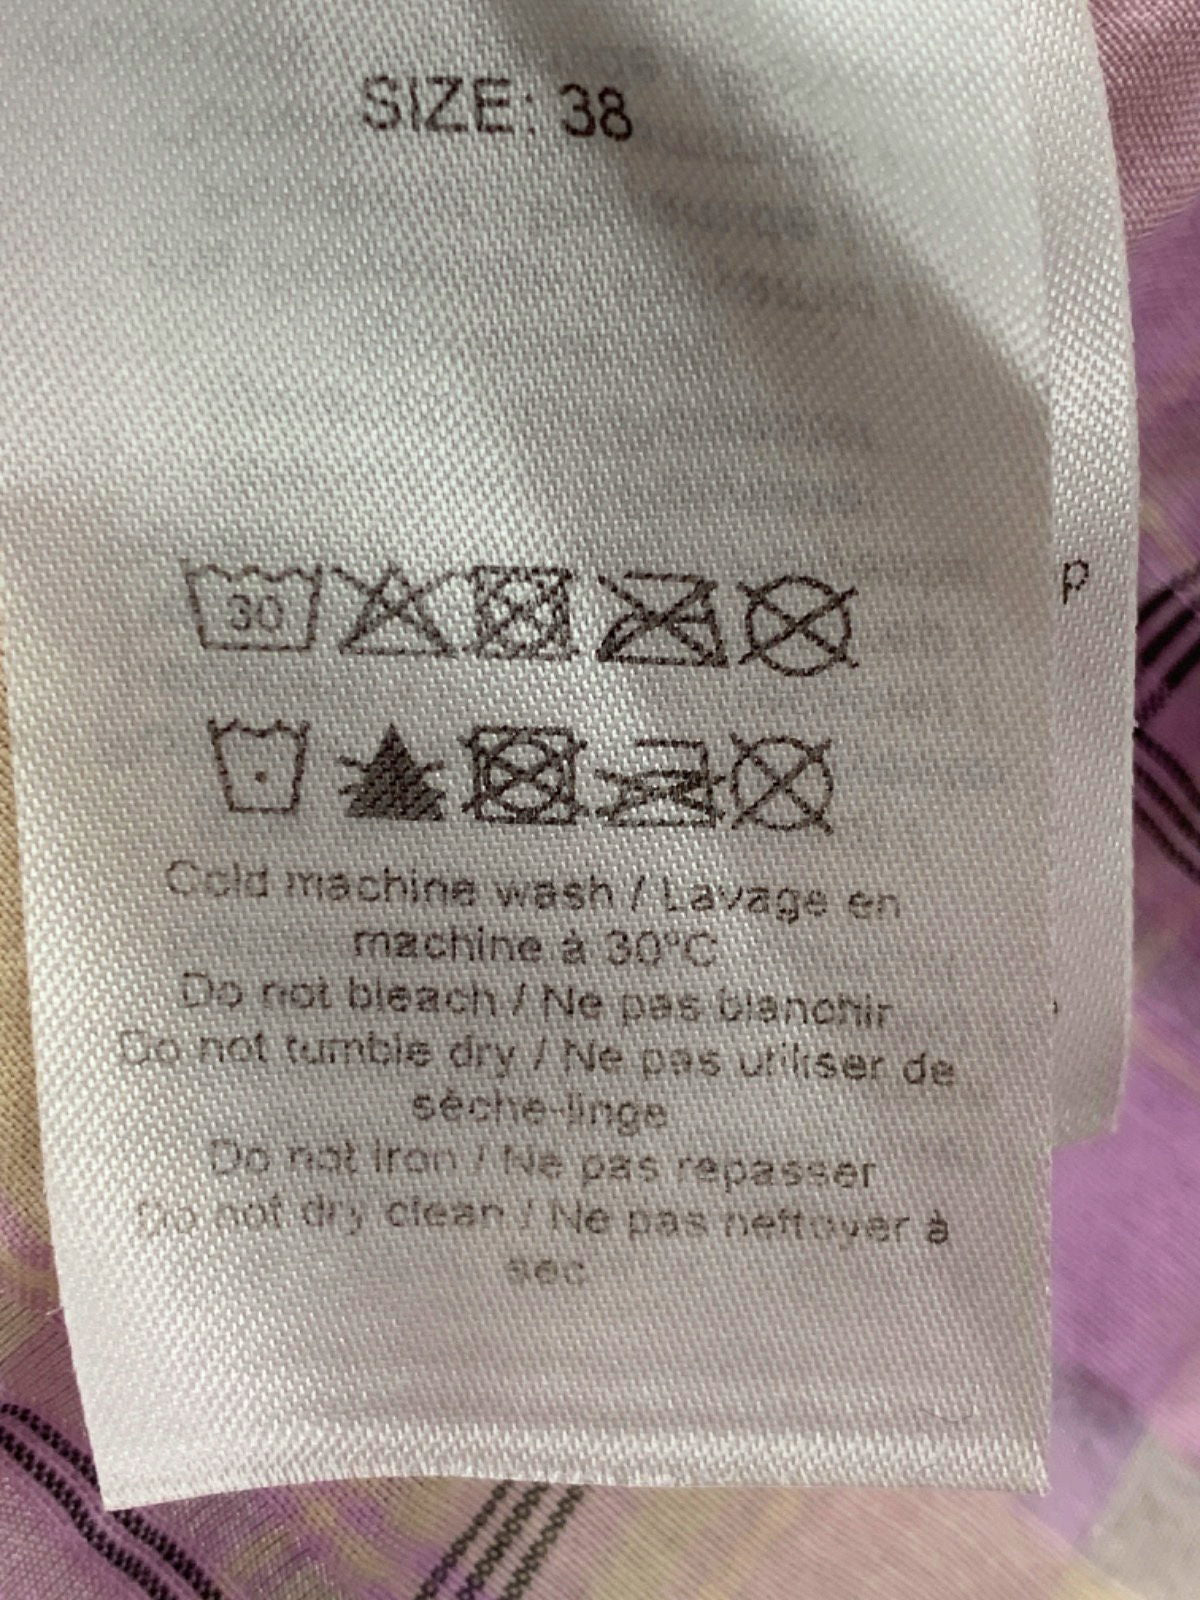 SIZE: 38
30
p
Cold machine wash / Lavage en
machine à 30°C
Do not bleach / Ne pas blanchir
Do not tumble dry / Ne pas utiliser de
sèche-linge
Do not iron / Ne pas repasser
Do not dry clean / Ne pas nettoyer à
sec